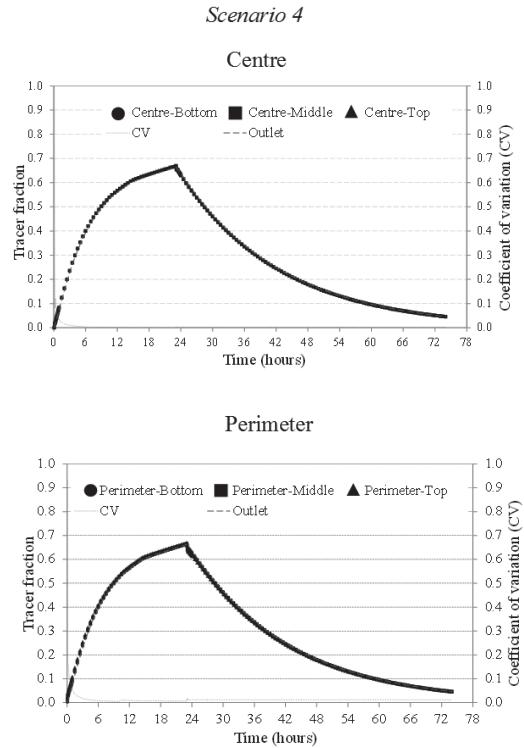 Scenario 4
Centre
1.0 1.0
0.9 Centre-Bottom Centre-Middle Centre-Top 0.9
0.8 CV Outlet 0.8
0.7 0.7
0.6 0.6
0.5 0.5
0.4 0.4
0.3 0.3
0.2 0.2
0.1 0.1
0.0 0.0
Tracer fraction
Coefficient of variation (CV)
0 6 12 18 24 30 36 42 48 54 60 66 72 78
Time (hours)
Perimeter
1.0 1.0
0.9 Perimeter-Bottom Perimeter-Middle Perimeter-Top 0.9
0.8 CV Outlet 0.8
0.7 0.7
0.6 0.6
0.5 0.5
0.4 0.4
0.3 0.3
0.2 0.2
0.1 0.1
0.0 0.0
Tracer fraction
Coefficient of variation (CV)
0 6 12 18 24 30 36 42 48 54 60 66 72 78
Time (hours)